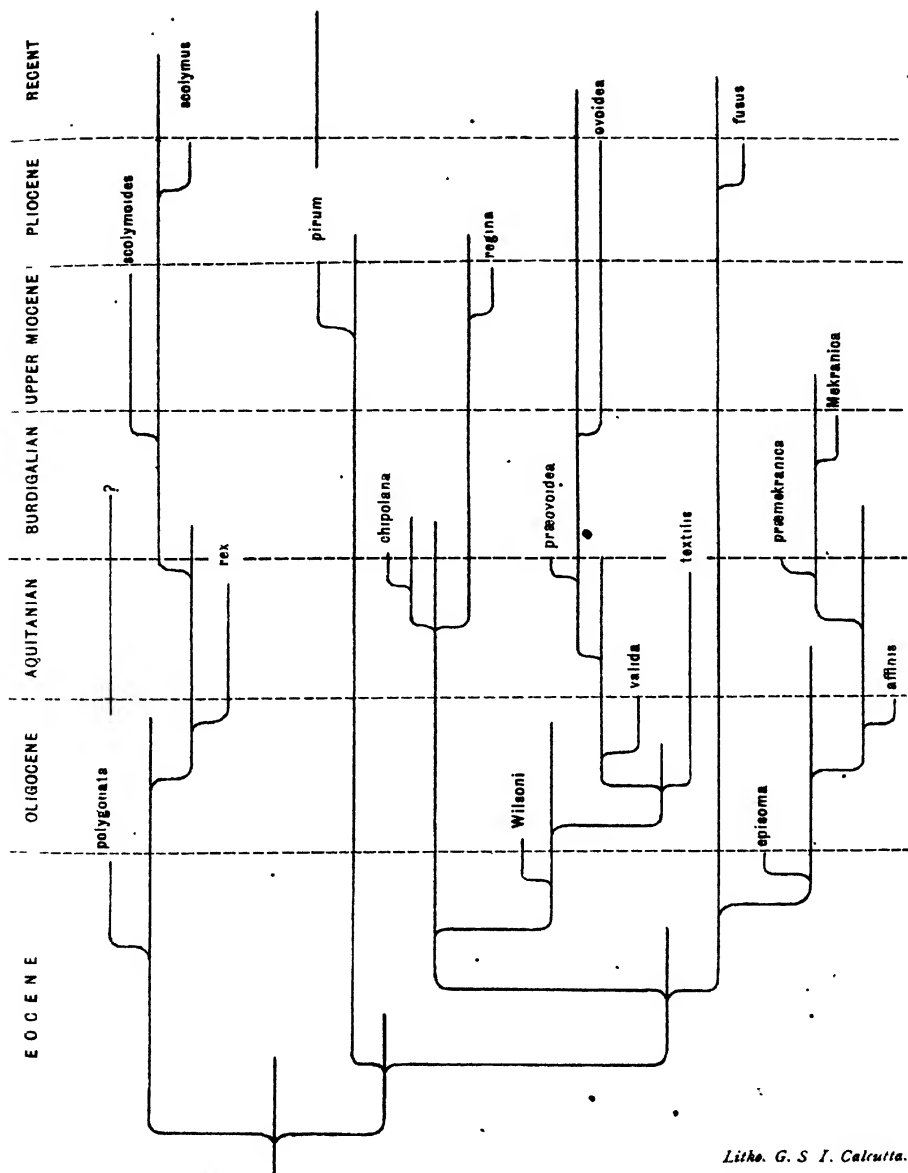 RECENT
PLIOCENE
UPPER MIOCENE
BURDIGALIAN
AQUITANIAN
OLIGOCENE
EOCENE
scolymus
scolymoides
?
rex
polygonata
pirum
regina
chipolana
ovoidea
præovoidea
textilis
valida
Wilsoni
fusus
Mekranica
præmekranica
affinis
episoma
Litho. G. S I. Calcutta.